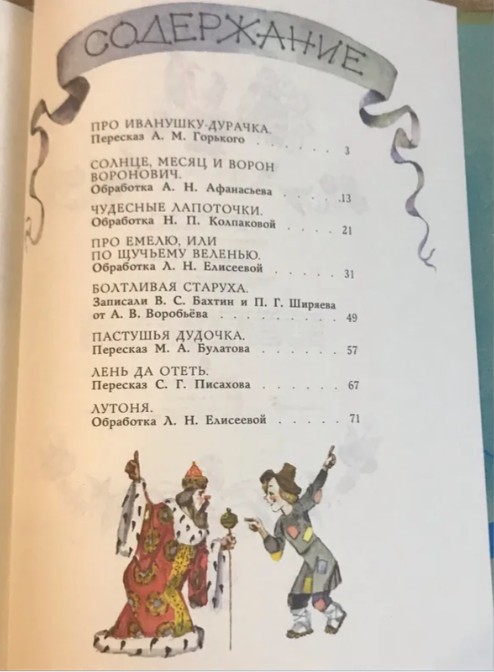 СОДЕРЖАНИЕ
ПРО ИВАНУШКУ-ДУРАЧКА.
Пересказ А. М. Горького . . . . . . . 3
СОЛНЦЕ, МЕСЯЦ И ВОРОН
ВОРОНОВИЧ.
Обработка А. Н. Афанасьева . . . . .13
ЧУДЕСНЫЕ ЛАПОТОЧКИ.
Обработка Н. П. Колпаковой . . . . . 21
ПРО ЕМЕЛЮ, ИЛИ
ПО ЩУЧЬЕМУ ВЕЛЕНЬЮ.
Обработка Л. Н. Елисеевой . . . . . 31
БОЛТЛИВАЯ СТАРУХА.
Записали В. С. Бахтин и П. Г. Ширяева
от А. В. Воробьёва . . . . . . . . . 49
ПАСТУШЬЯ ДУДОЧКА.
Пересказ М. А. Булатова . . . . . . 57
ЛЕНЬ ДА ОТЕТЬ.
Пересказ С. Г. Писахова . . . . . . 67
ЛУТОНЯ.
Обработка Л. Н. Елисеевой . . . . . 71